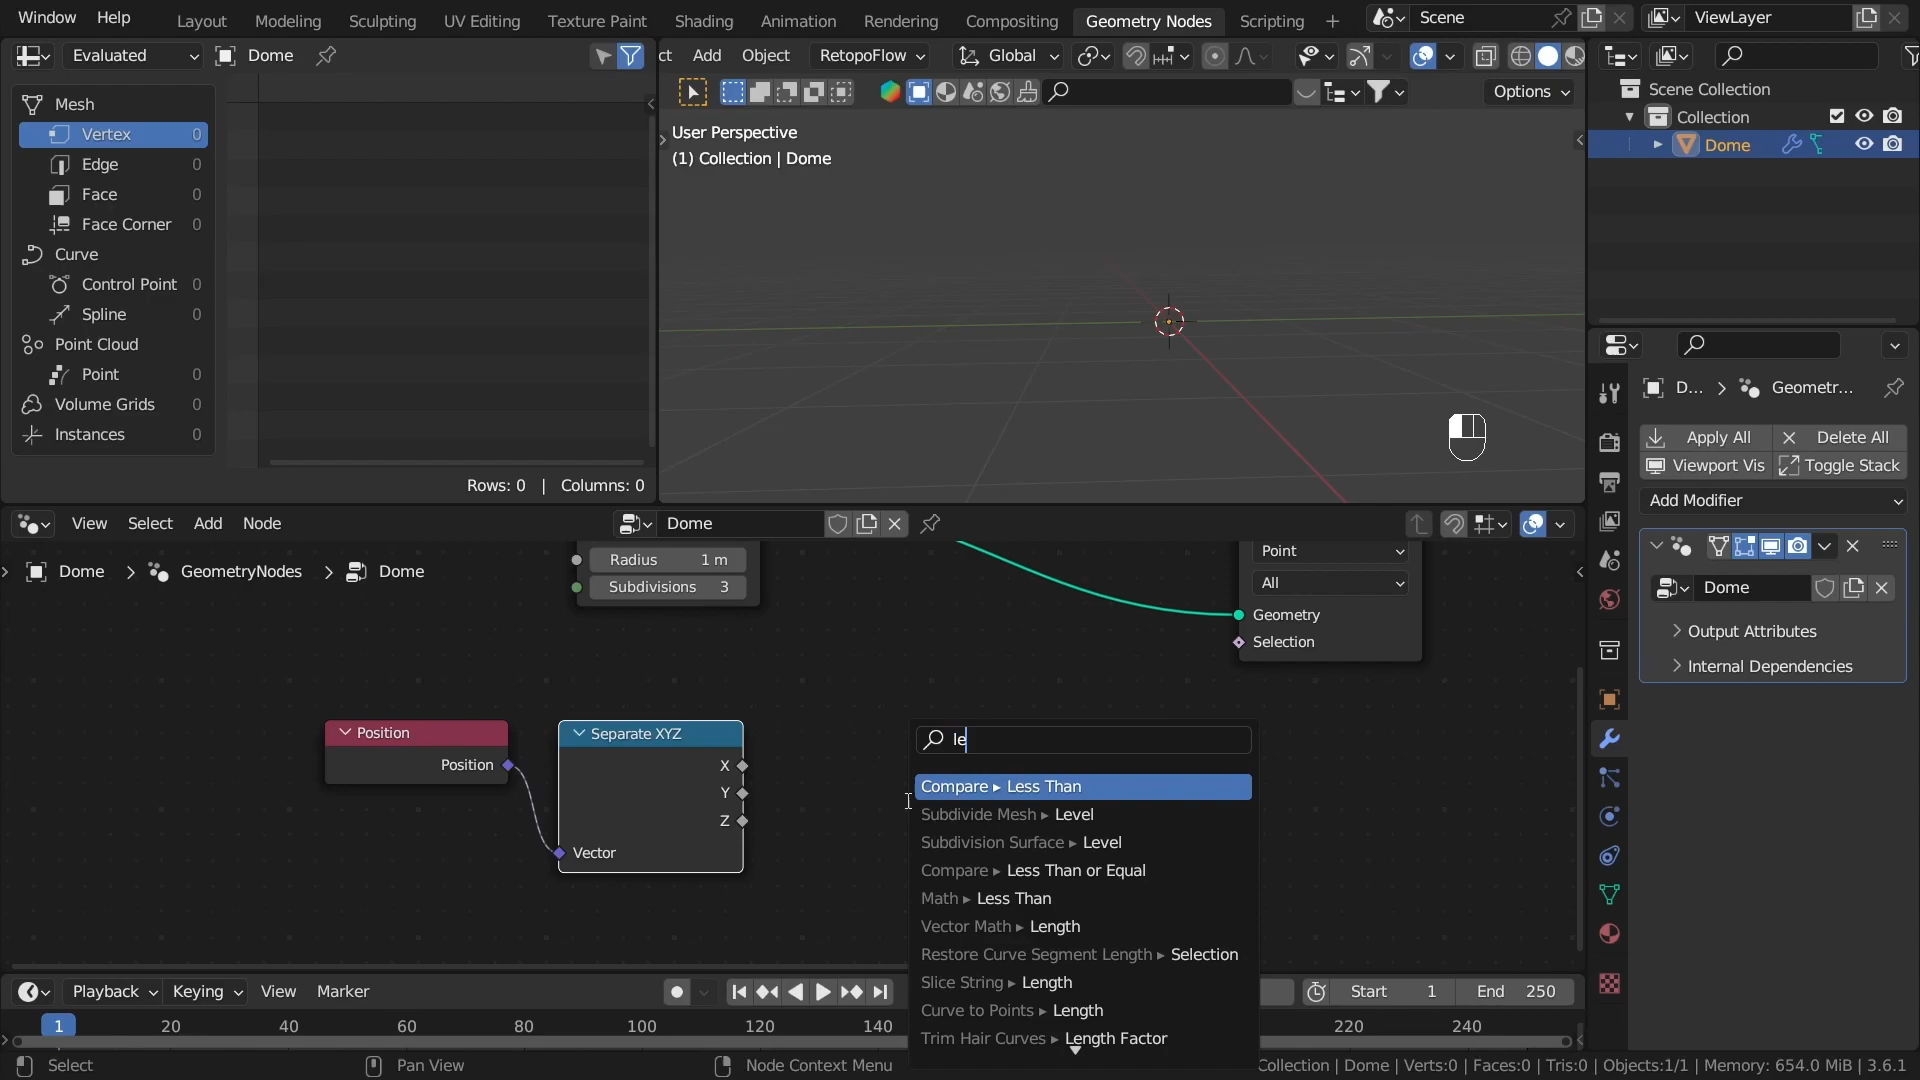 Window Help Layout Modeling Sculpting UV Editing Texture Paint Shading Animation Rendering Compositing Geometry Nodes Scripting Scene ViewLayer
Evaluated Dome
Add Object RetopoFlow Global
Options
Mesh
Vertex 0
Edge 0
Face 0
Face Corner 0
Curve
Control Point 0
Spline 0
Point Cloud
Point 0
Volume Grids 0
Instances 0
Rows: 0 | Columns: 0
User Perspective
(1) Collection | Dome
Scene Collection
Collection
Dome
D... Geometr...
Apply All Delete All
Viewport Vis Toggle Stack
Add Modifier
Dome
Output Attributes
Internal Dependencies
View Select Add Node Dome
Dome GeometryNodes Dome
Radius 1 m
Subdivisions 3
Point
All
Geometry
Selection
Position
Position
Separate XYZ
X
Y
Z
Vector
le
Compare ▸ Less Than
Subdivide Mesh ▸ Level
Subdivision Surface ▸ Level
Compare ▸ Less Than or Equal
Math ▸ Less Than
Vector Math ▸ Length
Restore Curve Segment Length ▸ Selection
Slice String ▸ Length
Curve to Points ▸ Length
Trim Hair Curves ▸ Length Factor
Playback Keying View Marker Start 1 End 250
1 20 40 60 80 100 120 140 220 240
Select Pan View Node Context Menu Collection | Dome | Verts:0 | Faces:0 | Tris:0 | Objects:1/1 | Memory: 654.0 MiB | 3.6.1